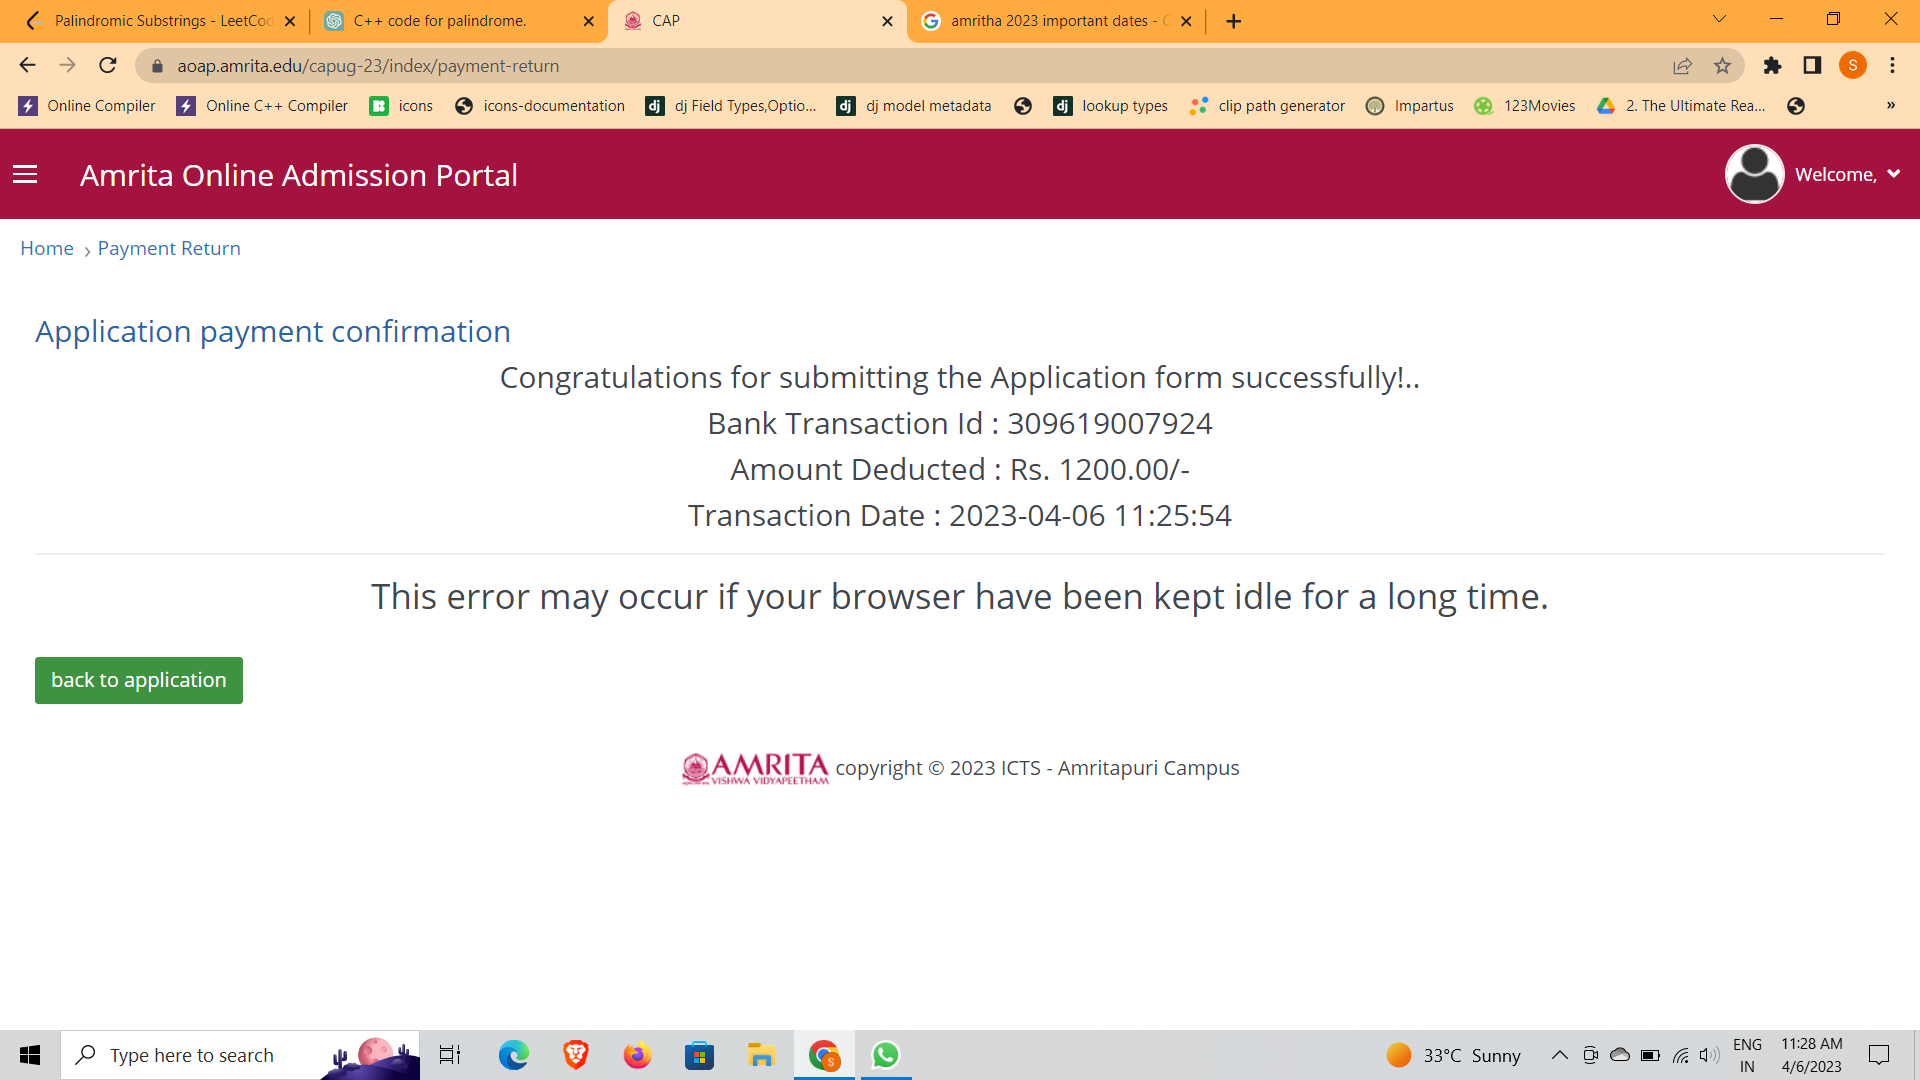 Palindromic Substrings - LeetCod
C++ code for palindrome.
CAP
amritha 2023 important dates - G
aoap.amrita.edu/capug-23/index/payment-return
S
Online Compiler
Online C++ Compiler
icons
icons-documentation
dj dj Field Types,Optio...
dj dj model metadata
dj lookup types
clip path generator
Impartus
123Movies
2. The Ultimate Rea...
»
Amrita Online Admission Portal
Welcome,
Home › Payment Return
Application payment confirmation
Congratulations for submitting the Application form successfully!..
Bank Transaction Id : 309619007924
Amount Deducted : Rs. 1200.00/-
Transaction Date : 2023-04-06 11:25:54
This error may occur if your browser have been kept idle for a long time.
back to application
AMRITA
VISHWA VIDYAPEETHAM
copyright © 2023 ICTS - Amritapuri Campus
Type here to search
S
33°C Sunny
ENG
IN
11:28 AM
4/6/2023